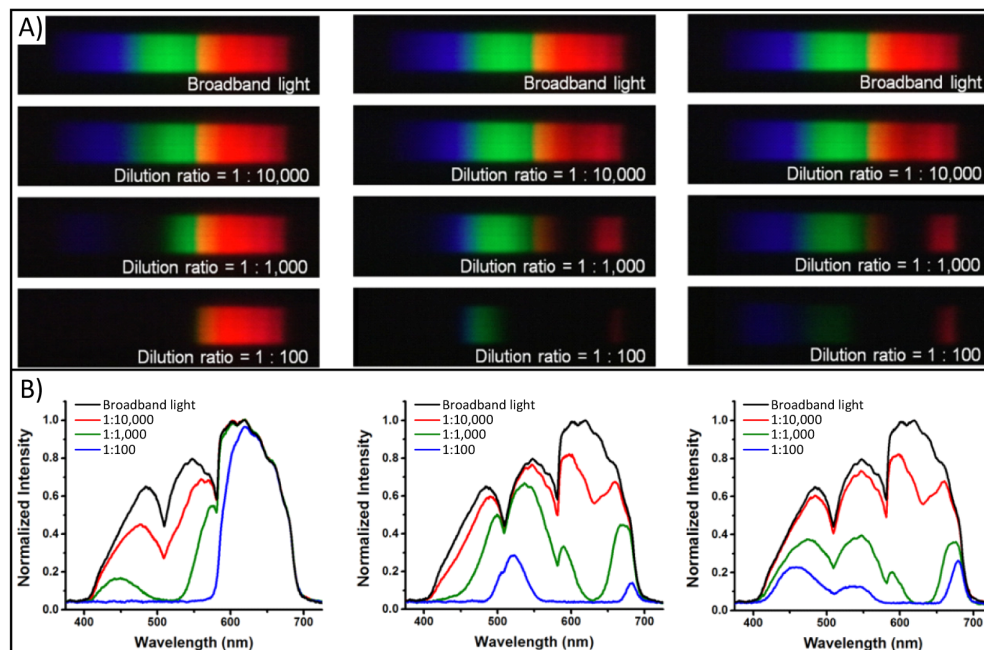 A)
Broadband light
Broadband light
Broadband light
Dilution ratio = 1 : 10,000
Dilution ratio = 1 : 10,000
Dilution ratio = 1 : 10,000
Dilution ratio = 1 : 1,000
Dilution ratio = 1 : 1,000
Dilution ratio = 1 : 1,000
Dilution ratio = 1 : 100
Dilution ratio = 1 : 100
Dilution ratio = 1 : 100
B)
Normalized Intensity
1.0
0.8
0.6
0.4
0.2
0.0
Broadband light
1:10,000
1:1,000
1:100
400 500 600 700
Wavelength (nm)
Normalized Intensity
1.0
0.8
0.6
0.4
0.2
0.0
Broadband light
1:10,000
1:1,000
1:100
400 500 600 700
Wavelength (nm)
Normalized Intensity
1.0
0.8
0.6
0.4
0.2
0.0
Broadband light
1:10,000
1:1,000
1:100
400 500 600 700
Wavelength (nm)